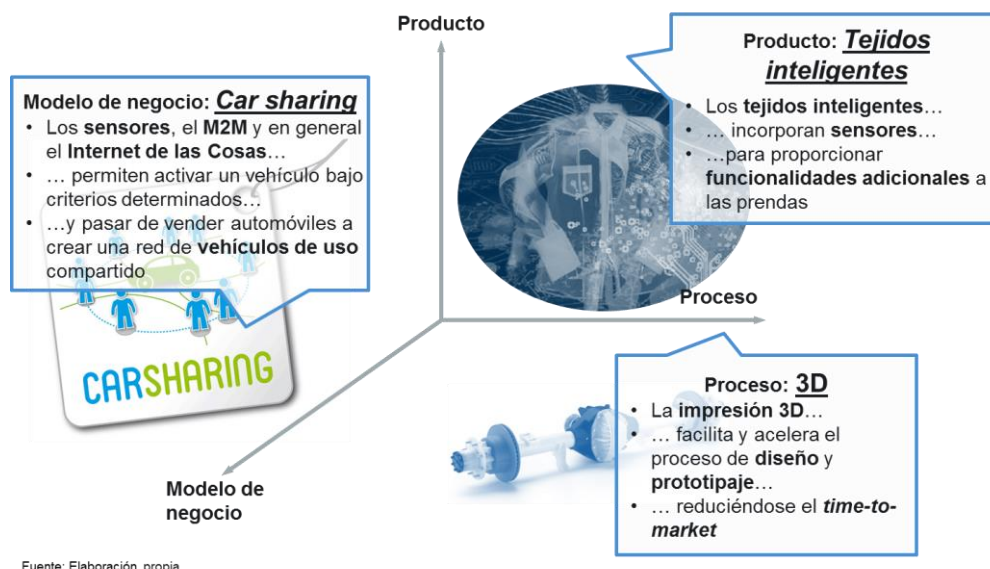 Producto
Producto: Tejidos
inteligentes
• Los tejidos inteligentes…
• … incorporan sensores…
• …para proporcionar
funcionalidades adicionales a
las prendas
Modelo de negocio: Car sharing
• Los sensores, el M2M y en general
el Internet de las Cosas…
• … permiten activar un vehículo bajo
criterios determinados…
• …y pasar de vender automóviles a
crear una red de vehículos de uso
compartido
CARSHARING
Proceso
Proceso: 3D
• La impresión 3D…
• … facilita y acelera el
proceso de diseño y
prototipaje…
• … reduciéndose el time-to-
market
Modelo de
negocio
Fuente: Elaboración propia